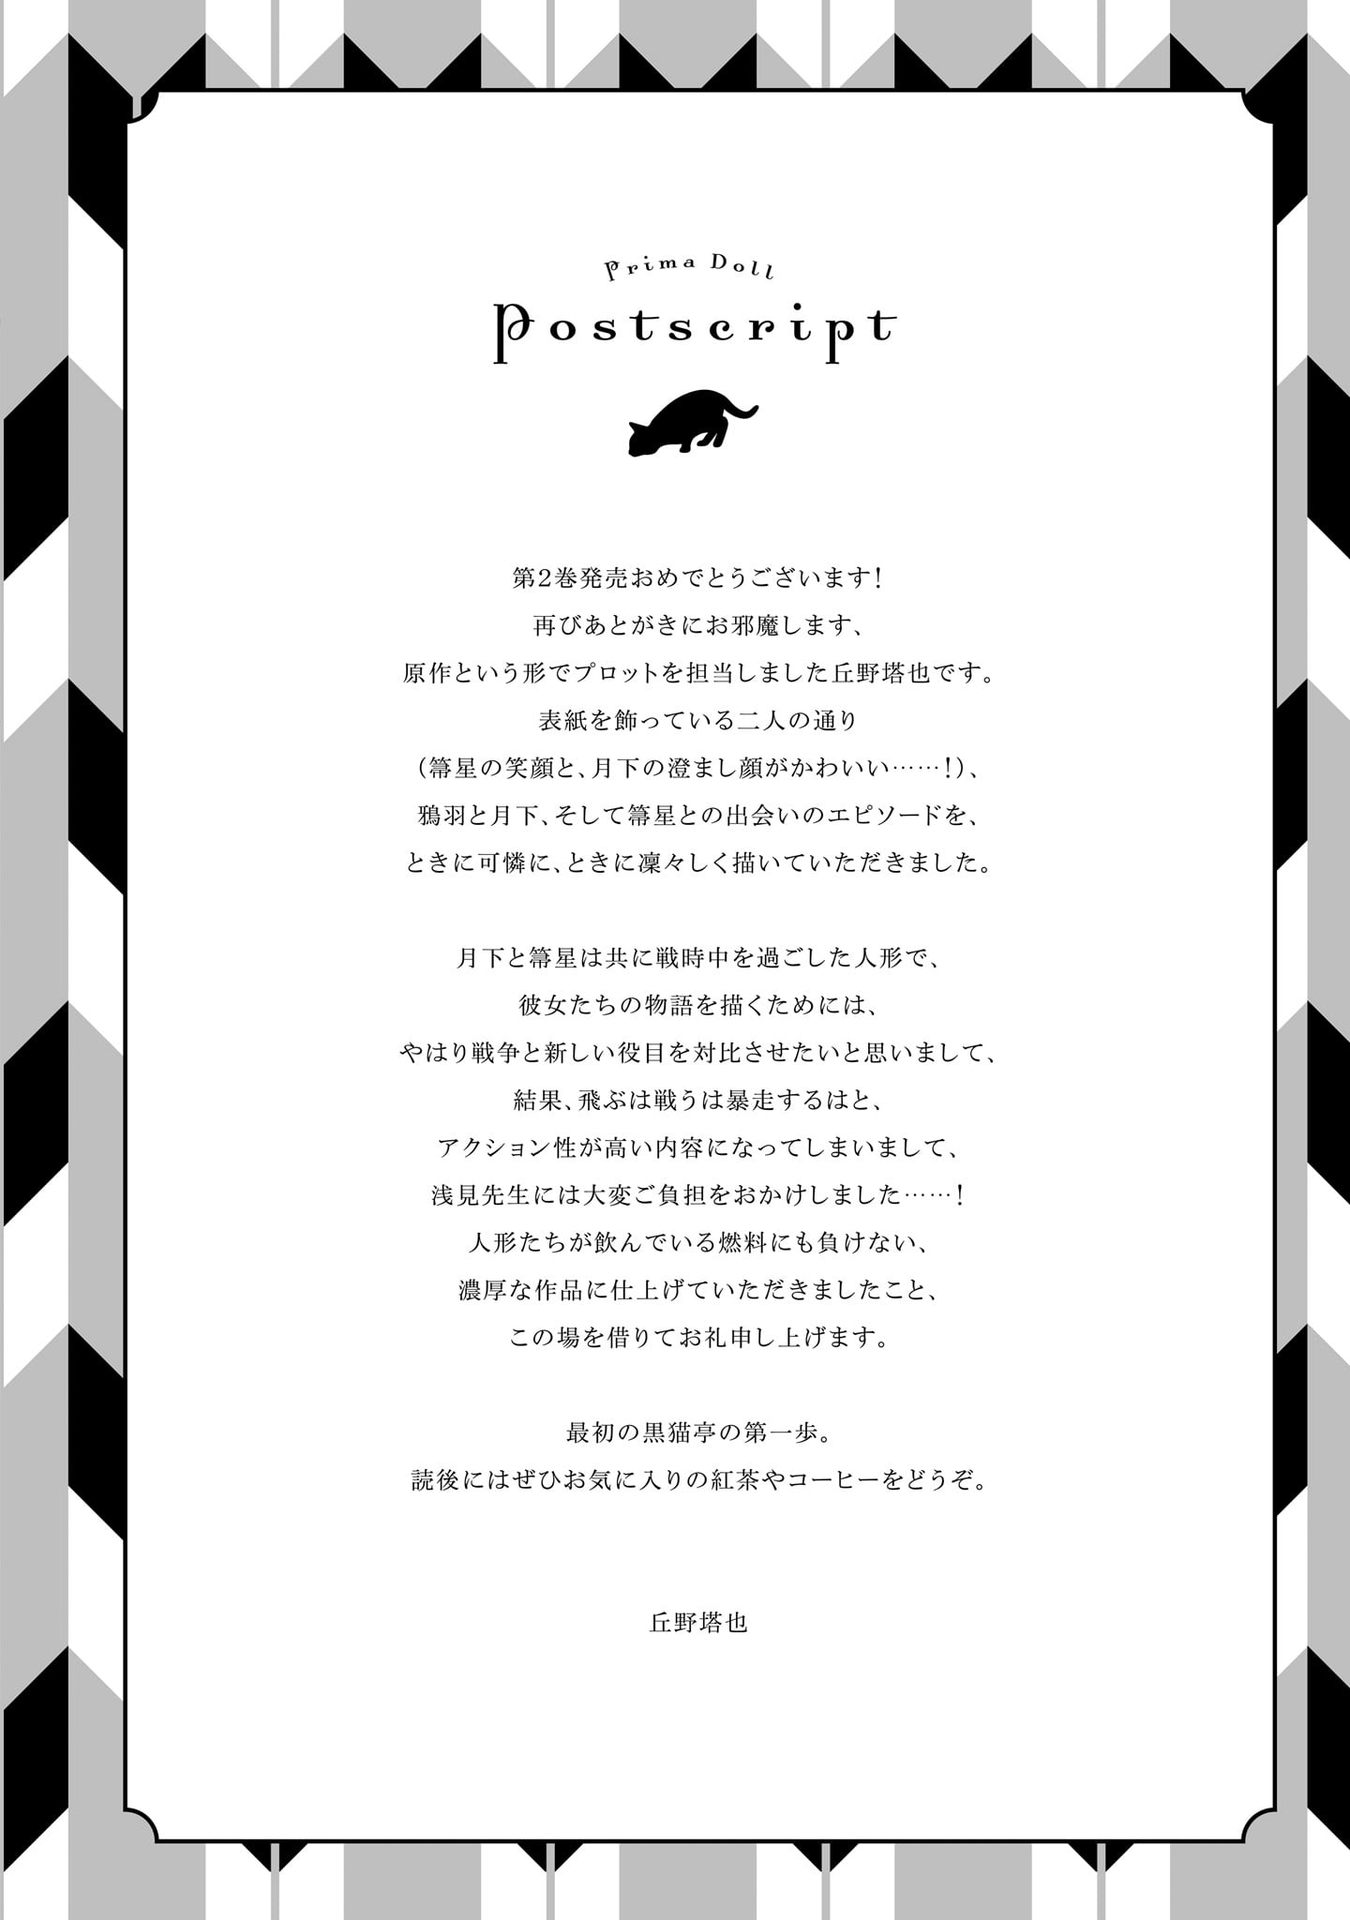 Prima Doll
Postscript
第2巻発売おめでとうございます！
再びあとがきにお邪魔します、
原作という形でプロットを担当しました丘野塔也です。
表紙を飾っている二人の通り
（箒星の笑顔と、月下の澄まし顔がかわいい……！）、
鴉羽と月下、そして箒星との出会いのエピソードを、
ときに可憐に、ときに凜々しく描いていただきました。
月下と箒星は共に戦時中を過ごした人形で、
彼女たちの物語を描くためには、
やはり戦争と新しい役目を対比させたいと思いまして、
結果、飛ぶは戦うは暴走するはと、
アクション性が高い内容になってしまいまして、
浅見先生には大変ご負担をおかけしました……！
人形たちが飲んでいる燃料にも負けない、
濃厚な作品に仕上げていただきましたこと、
この場を借りてお礼申し上げます。
最初の黒猫亭の第一歩。
読後にはぜひお気に入りの紅茶やコーヒーをどうぞ。
丘野塔也